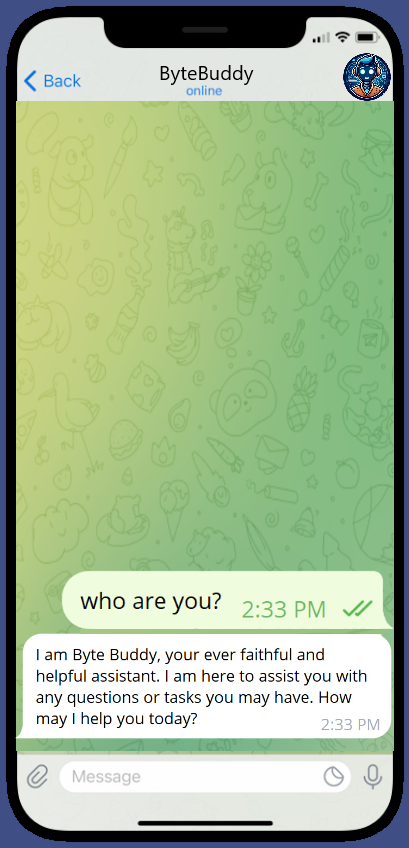 Back
ByteBuddy
online
who are you?
2:33 PM
I am Byte Buddy, your ever faithful and
helpful assistant. I am here to assist you with
any questions or tasks you may have. How
may I help you today?
2:33 PM
Message